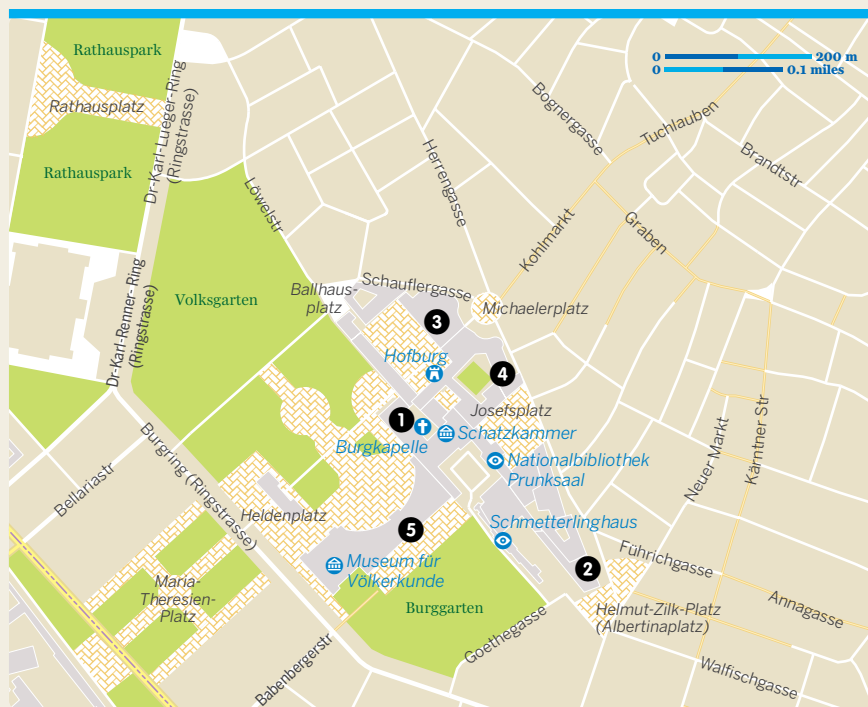 Rathauspark
Rathausplatz
Rathauspark
Dr-Karl-Lueger-Ring
(Ringstrasse)
0 200 m
0 0.1 miles
Bognergasse
Tuchlauben
Brandtstr
Herrengasse
Löwelstr
Graben
Kohlmarkt
Volksgarten
Ballhaus-
platz
Schauflergasse
Michaelerplatz
Dr-Karl-Renner-Ring
(Ringstrasse)
3
Hofburg
4
1
Josefsplatz
Burgkapelle
Schatzkammer
Nationalbibliothek
Prunksaal
Neuer Markt
Kärntner Str
Bellariastr
Burgring (Ringstrasse)
Heldenplatz
5
Schmetterlinghaus
Museum für
Völkerkunde
2
Führichgasse
Maria-
Theresien-
Platz
Burggarten
Helmut-Zilk-Platz
(Albertinaplatz)
Annagasse
Babenbergerstr
Goethegasse
Walfischgasse